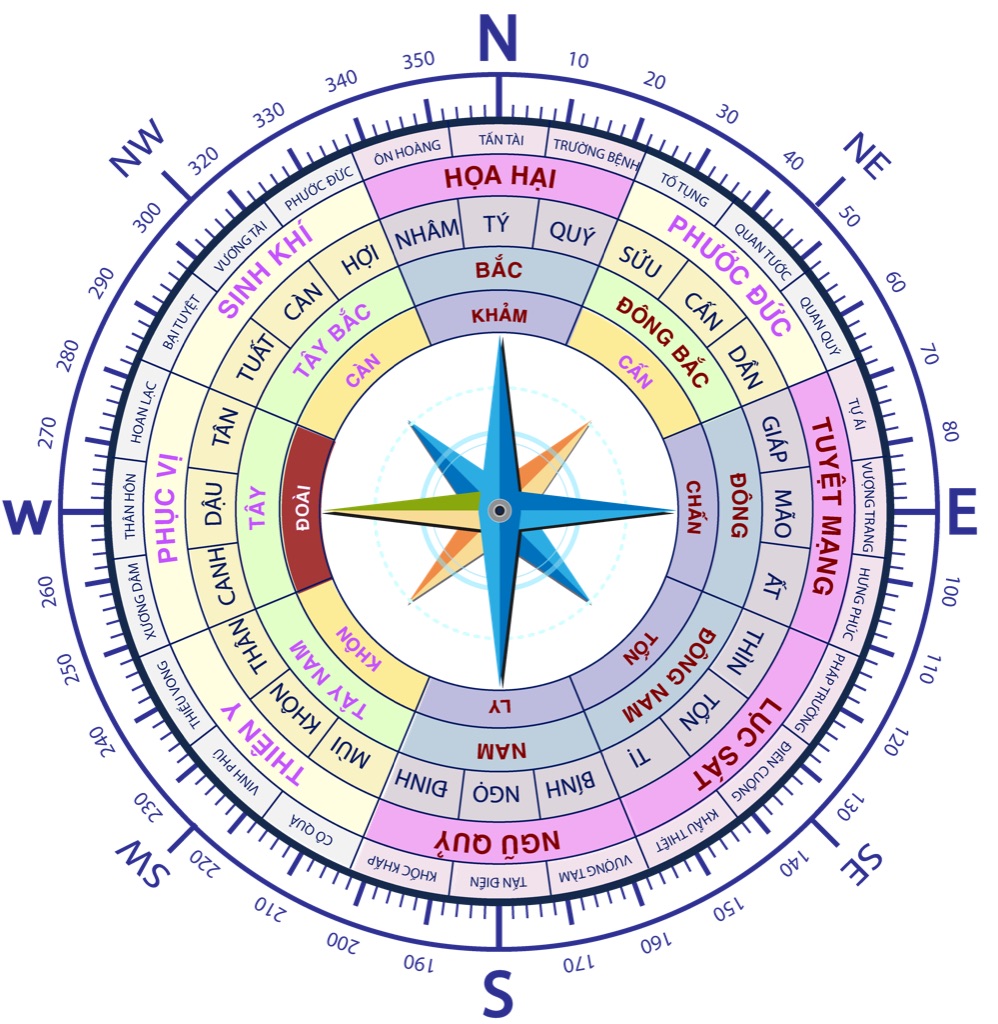 N
NE
E
SE
S
SW
W
NW
10
20
30
40
50
60
70
80
100
110
120
130
140
150
160
170
190
200
210
220
230
240
250
260
270
280
290
300
320
330
340
350
TẤN TÀI
TRƯỜNG BỆNH
TỐ TỤNG
QUAN TƯỚC
QUAN QUÝ
TỰ ẢI
VƯỢNG TRANG
HƯNG PHÚC
PHÁP TRƯỜNG
ĐIÊN CUỒNG
KHẨU THIỆT
VƯỢNG TÀM
TẤN ĐIỀN
KHỐC KHẤP
CÔ QUẢ
VINH PHÚ
THIẾU VONG
XƯƠNG DÂM
THÂN HÔN
HOAN LẠC
BẠI TUYỆT
VƯƠNG TÀI
PHƯỚC ĐỨC
ÔN HOÀNG
HỌA HẠI
PHƯỚC ĐỨC
TUYỆT MẠNG
LỤC SÁT
NGŨ QUỶ
THIÊN Y
PHỤC VỊ
SINH KHÍ
NHÂM
TÝ
QUÝ
SỬU
CẤN
DẦN
GIÁP
MÃO
ẤT
THÌN
TỐN
TỊ
BÍNH
NGỌ
ĐINH
MÙI
KHÔN
THÂN
CANH
DẬU
TÂN
TUẤT
CÀN
HỢI
BẮC
ĐÔNG BẮC
ĐÔNG
ĐÔNG NAM
NAM
TÂY NAM
TÂY
TÂY BẮC
KHẢM
CẤN
CHẤN
TỐN
LY
KHÔN
ĐOÀI
CÀN